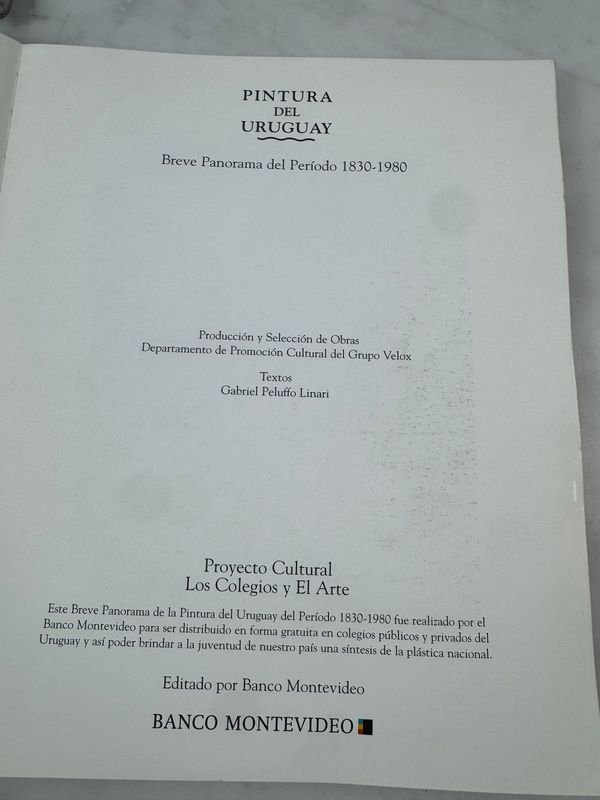 PINTURA
DEL
URUGUAY
Breve Panorama del Período 1830-1980
Producción y Selección de Obras
Departamento de Promoción Cultural del Grupo Velox
Textos
Gabriel Peluffo Linari
Proyecto Cultural
Los Colegios y El Arte
Este Breve Panorama de la Pintura del Uruguay del Período 1830-1980 fue realizado por el
Banco Montevideo para ser distribuido en forma gratuita en colegios públicos y privados del
Uruguay y así poder brindar a la juventud de nuestro país una síntesis de la plástica nacional.
Editado por Banco Montevideo
BANCO MONTEVIDEO